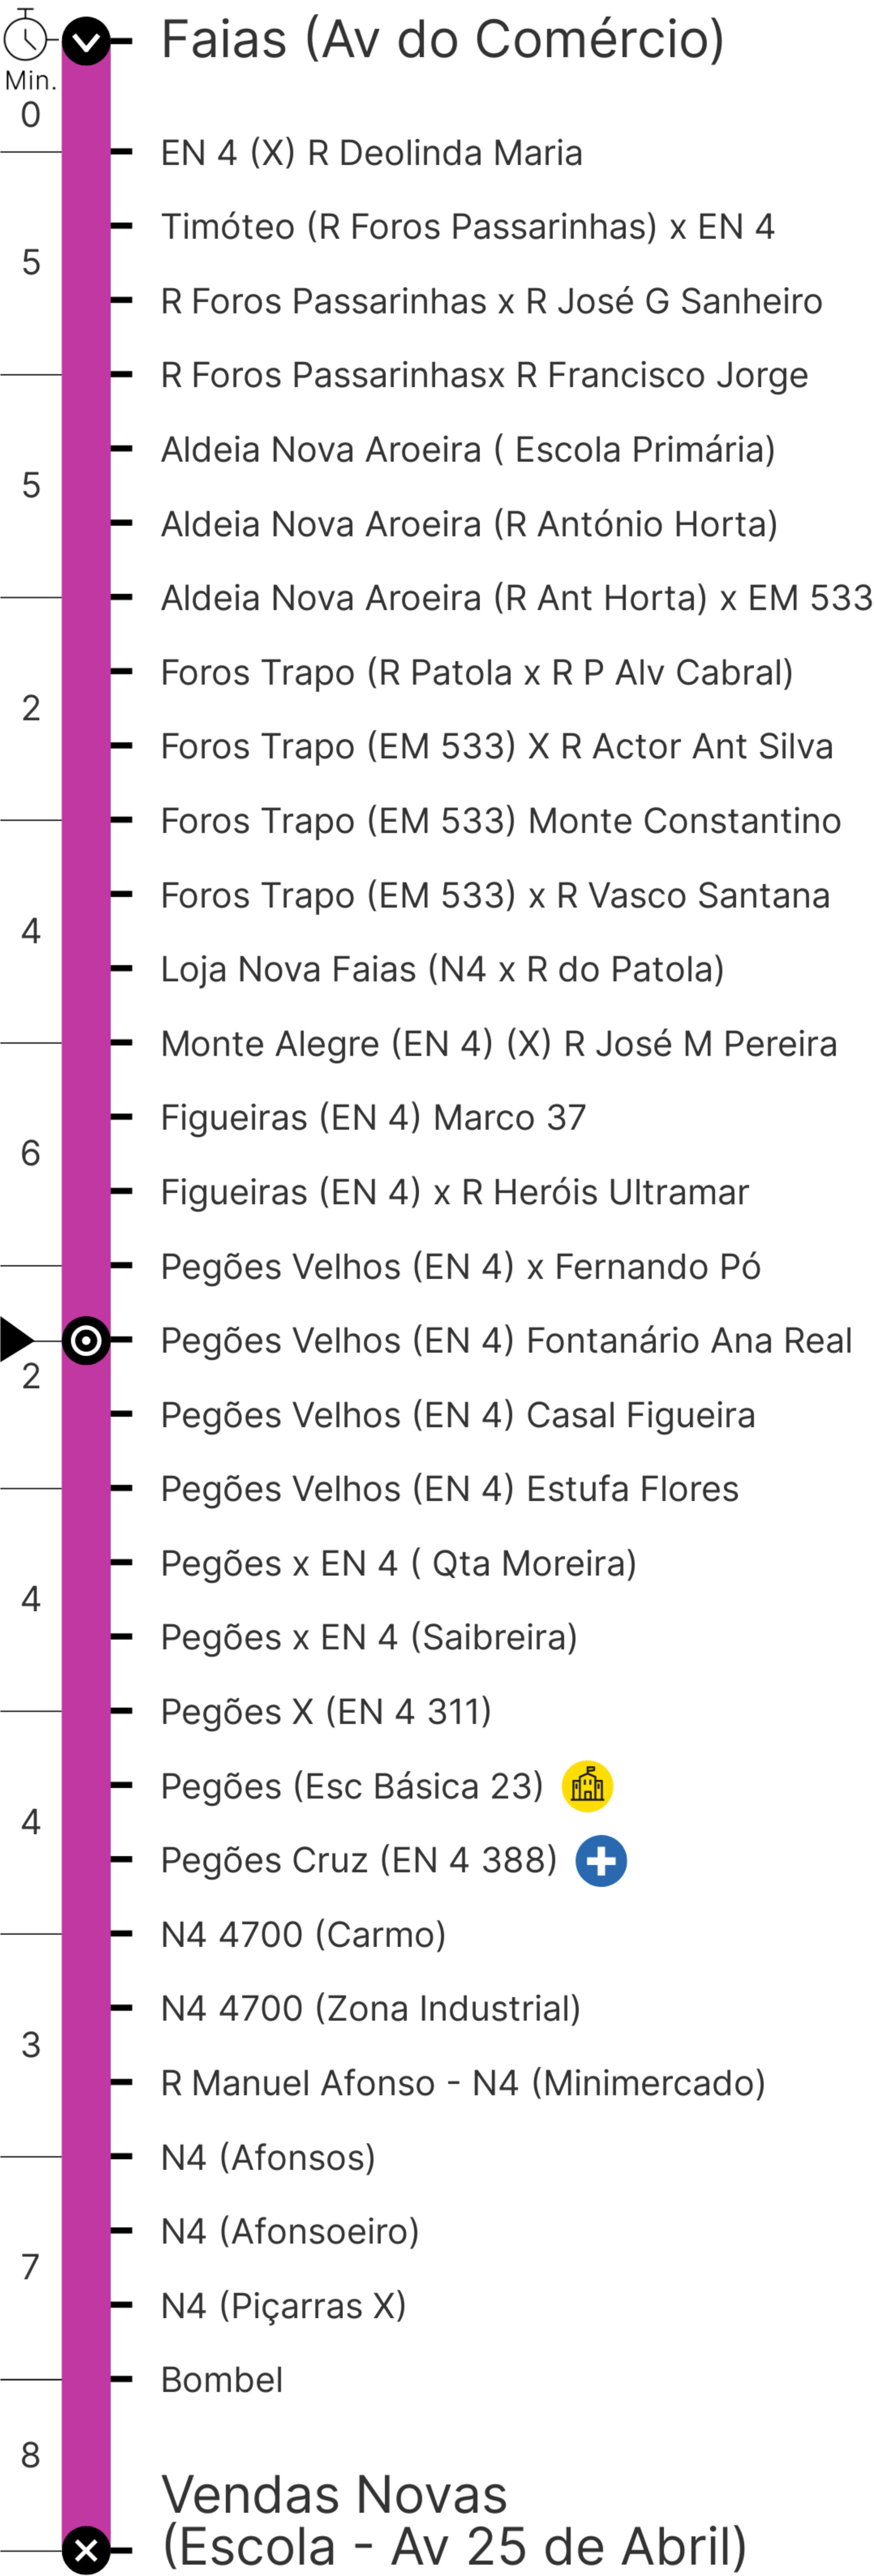 Faias (Av do Comércio)
Min.
0
EN 4 (X) R Deolinda Maria
Timóteo (R Foros Passarinhas) x EN 4
5
R Foros Passarinhas x R José G Sanheiro
R Foros Passarinhasx R Francisco Jorge
Aldeia Nova Aroeira ( Escola Primária)
5
Aldeia Nova Aroeira (R António Horta)
Aldeia Nova Aroeira (R Ant Horta) x EM 533
Foros Trapo (R Patola x R P Alv Cabral)
2
Foros Trapo (EM 533) X R Actor Ant Silva
Foros Trapo (EM 533) Monte Constantino
Foros Trapo (EM 533) x R Vasco Santana
4
Loja Nova Faias (N4 x R do Patola)
Monte Alegre (EN 4) (X) R José M Pereira
Figueiras (EN 4) Marco 37
6
Figueiras (EN 4) x R Heróis Ultramar
Pegões Velhos (EN 4) x Fernando Pó
Pegões Velhos (EN 4) Fontanário Ana Real
2
Pegões Velhos (EN 4) Casal Figueira
Pegões Velhos (EN 4) Estufa Flores
Pegões x EN 4 ( Qta Moreira)
4
Pegões x EN 4 (Saibreira)
Pegões X (EN 4 311)
Pegões (Esc Básica 23)
4
Pegões Cruz (EN 4 388)
N4 4700 (Carmo)
N4 4700 (Zona Industrial)
3
R Manuel Afonso - N4 (Minimercado)
N4 (Afonsos)
N4 (Afonsoeiro)
7
N4 (Piçarras X)
Bombel
8
Vendas Novas
(Escola - Av 25 de Abril)